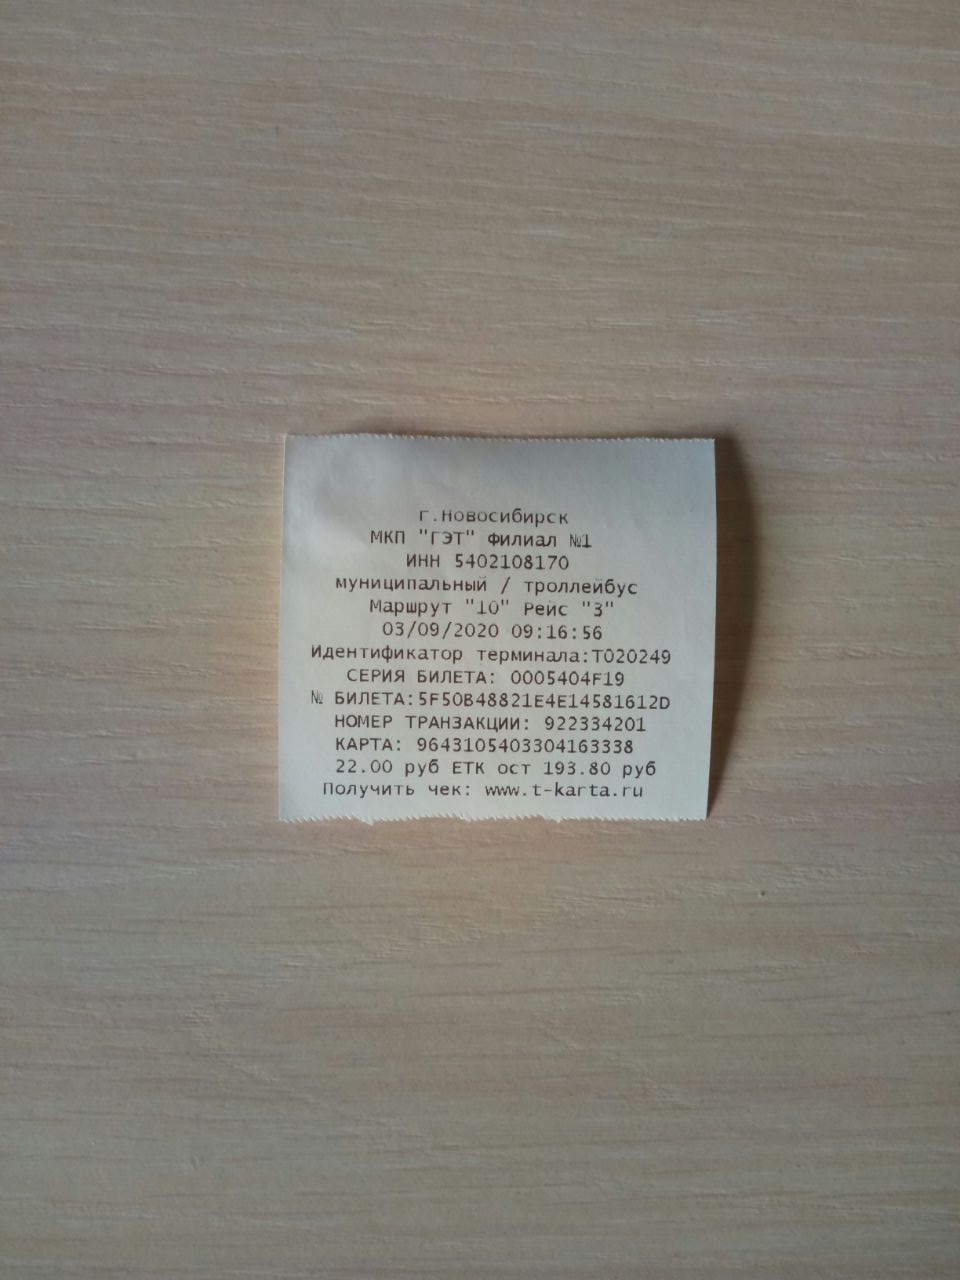 г.Новосибирск
МКП "ГЭТ" Филиал №1
ИНН 5402108170
муниципальный / троллейбус
Маршрут "10" Рейс "3"
03/09/2020 09:16:56
Идентификатор терминала:T020249
СЕРИЯ БИЛЕТА: 0005404F19
№ БИЛЕТА:5F50B48821E4E14581612D
НОМЕР ТРАНЗАКЦИИ: 922334201
КАРТА: 9643105403304163338
22.00 руб ЕТК ост 193.80 руб
Получить чек: www.t-karta.ru